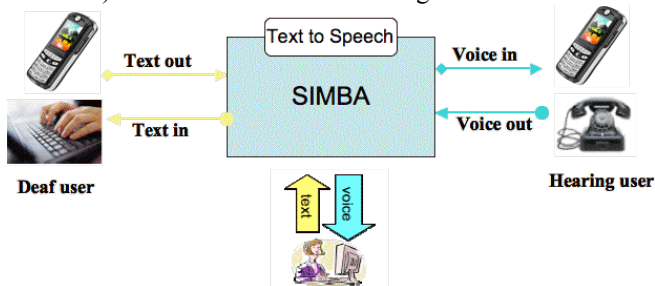 Text to Speech
Text out
Voice in
SIMBA
Text in
Voice out
Deaf user
Hearing user
text
voice